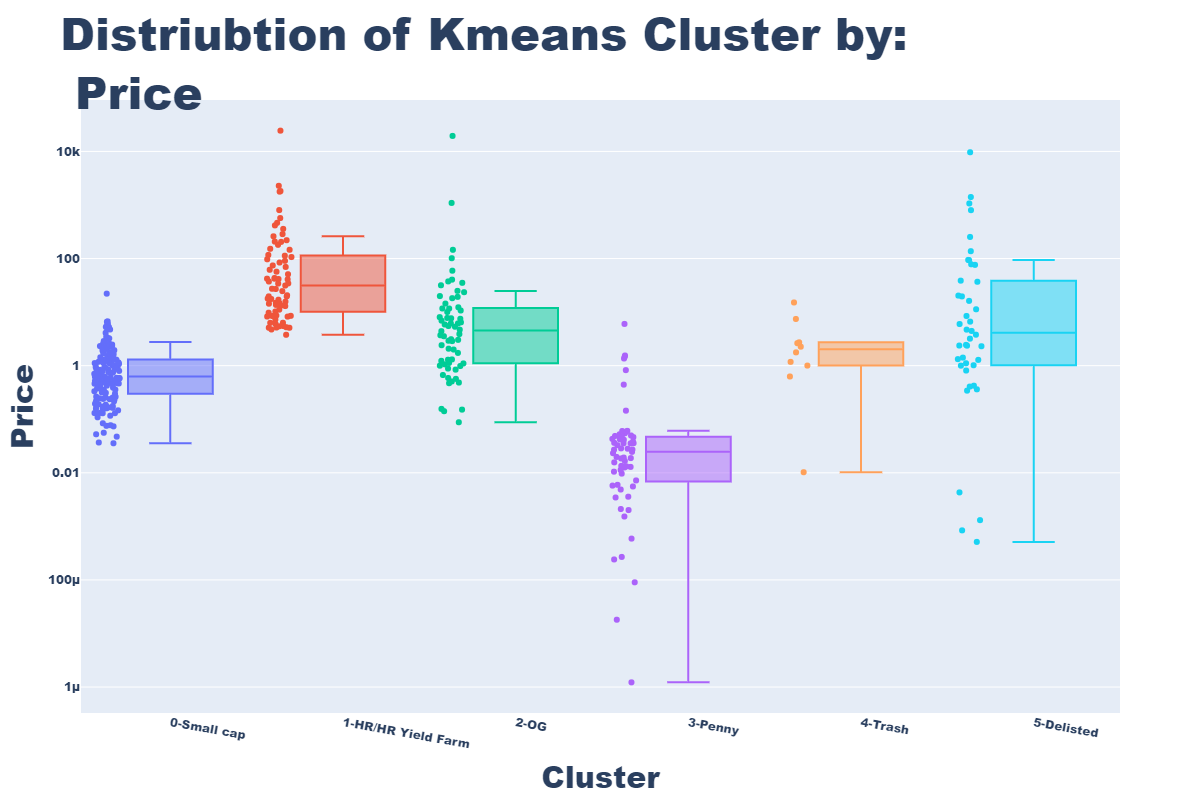 Distriubtion of Kmeans Cluster by:
Price
10k
100
1
0.01
100µ
1µ
Price
0-Small cap
1-HR/HR Yield Farm
2-OG
3-Penny
4-Trash
5-Delisted
Cluster